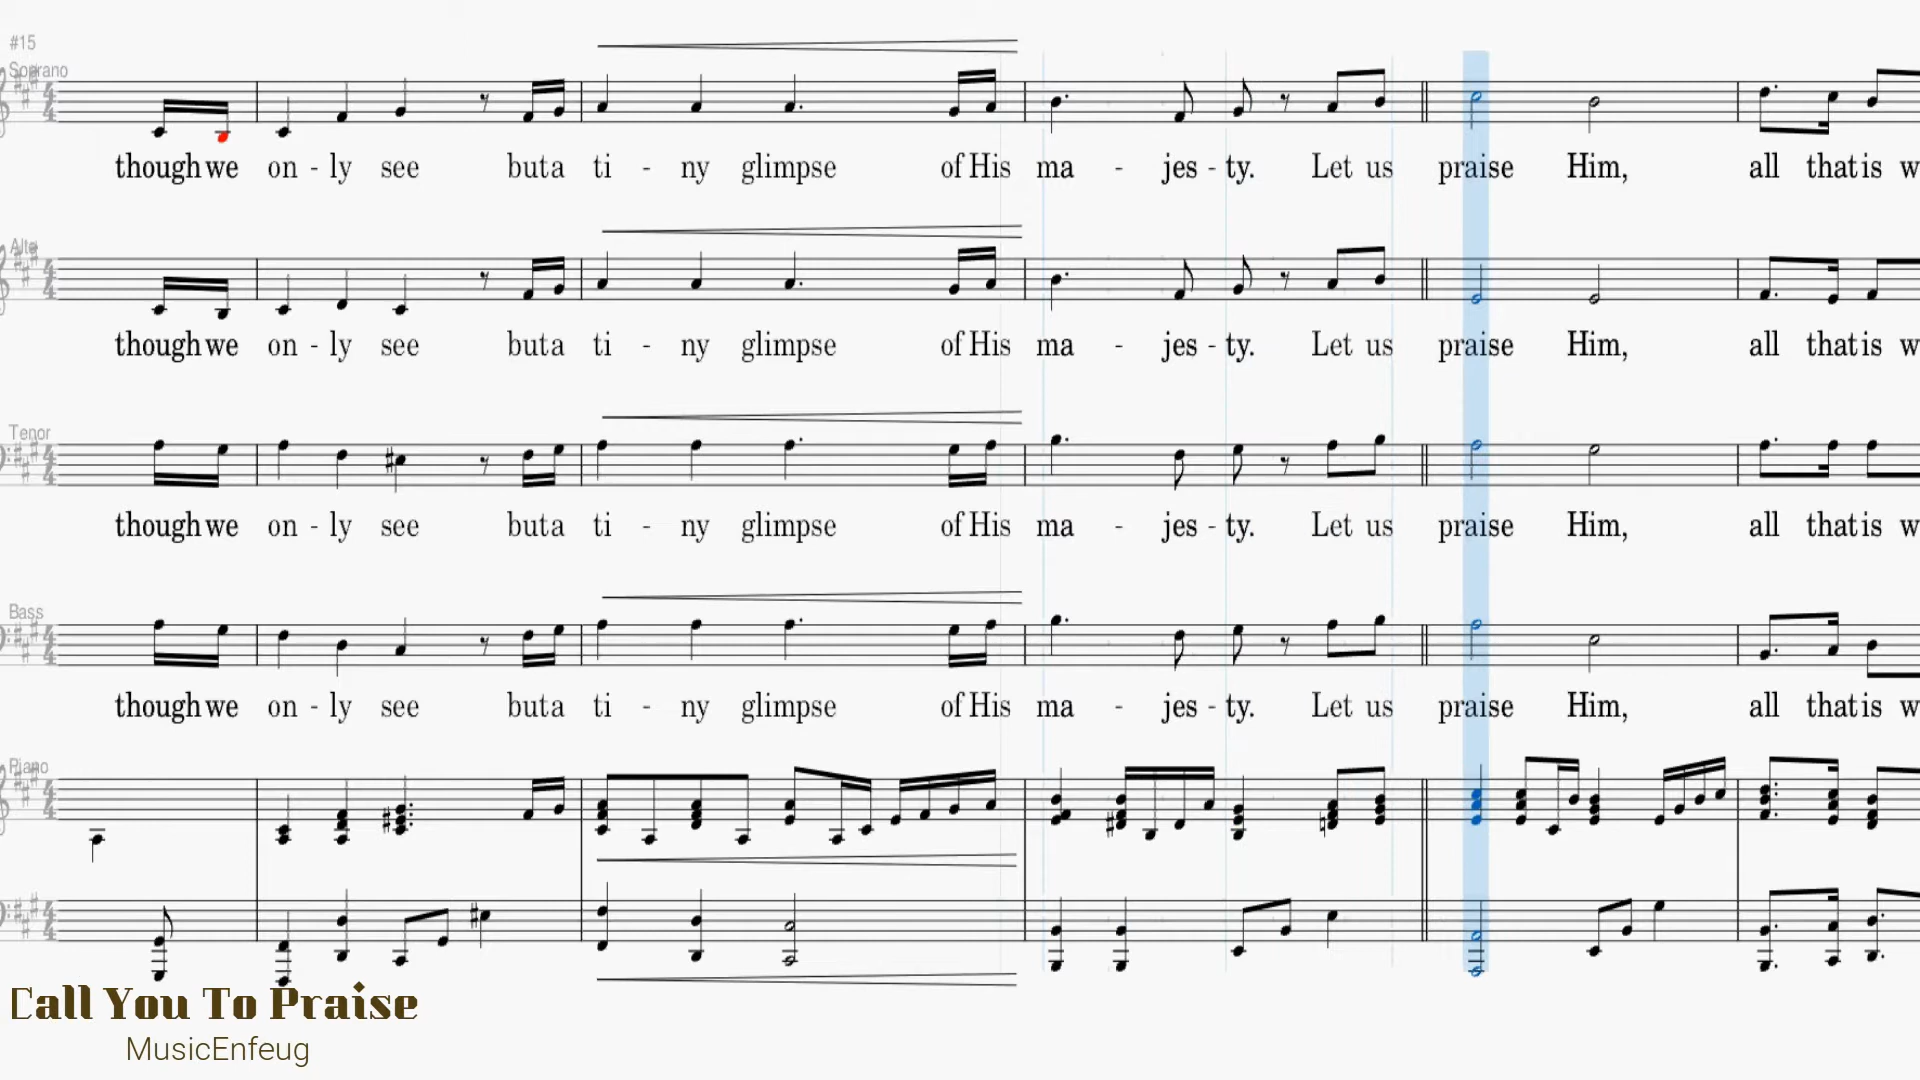 #15
Soprano
though we on - ly see but a ti - ny glimpse of His ma - jes - ty. Let us praise Him, all that is w
Alto
though we on - ly see but a ti - ny glimpse of His ma - jes - ty. Let us praise Him, all that is w
Tenor
though we on - ly see but a ti - ny glimpse of His ma - jes - ty. Let us praise Him, all that is w
Bass
though we on - ly see but a ti - ny glimpse of His ma - jes - ty. Let us praise Him, all that is w
Piano
Call You To Praise
MusicEnfeug